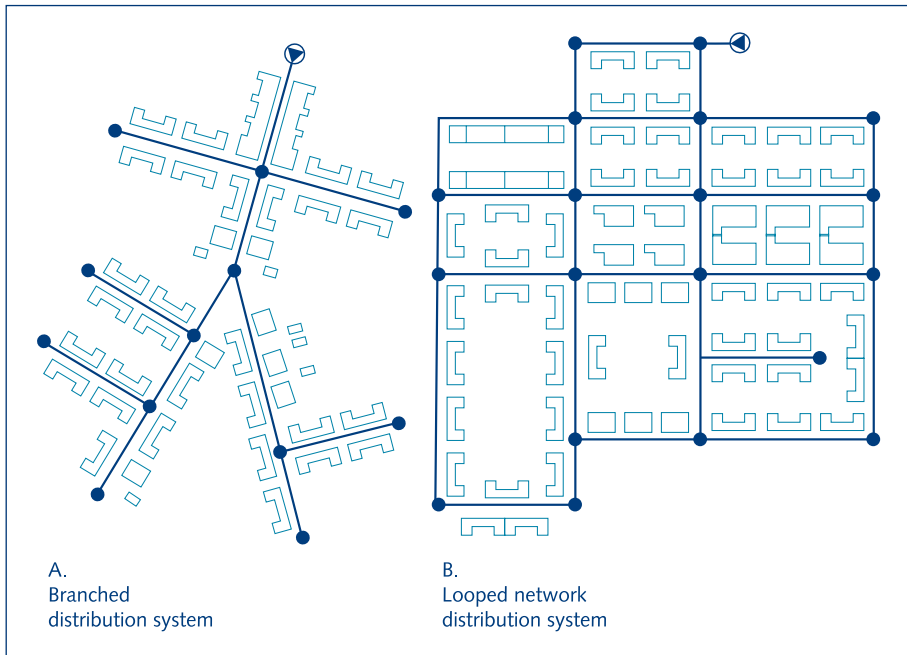 A.
Branched
distribution system
B.
Looped network
distribution system